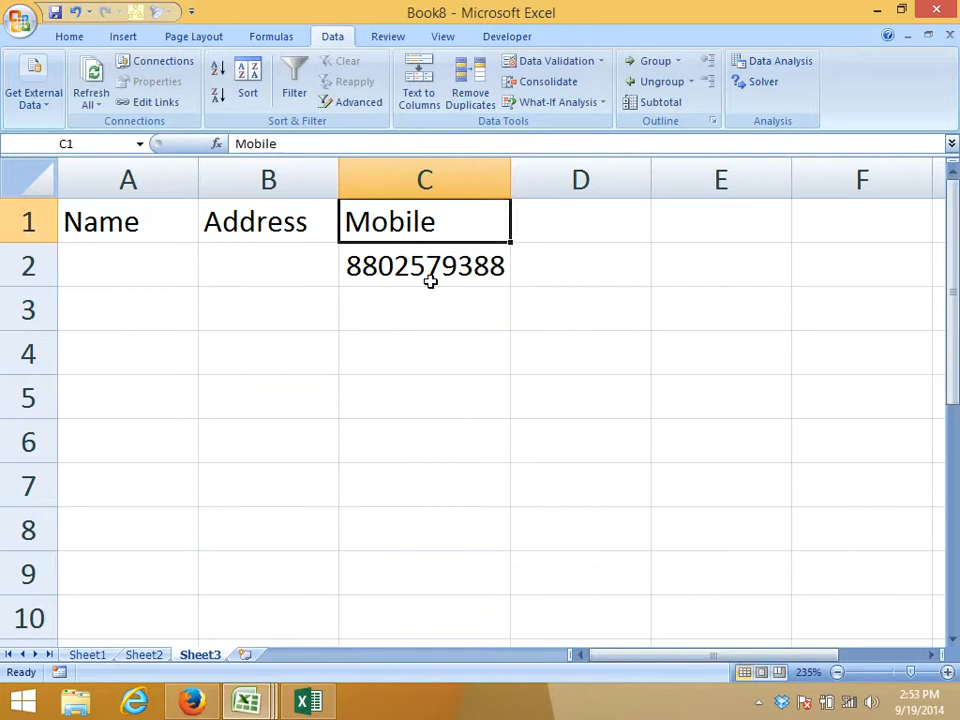 Book8 - Microsoft Excel
Home Insert Page Layout Formulas Data Review View Developer
Get External Data
Refresh All
Connections
Properties
Edit Links
Connections
Sort
Filter
Clear
Reapply
Advanced
Sort & Filter
Text to Columns
Remove Duplicates
Data Validation
Consolidate
What-If Analysis
Data Tools
Group
Ungroup
Subtotal
Outline
Data Analysis
Solver
Analysis
C1 fx Mobile
A B C D E F
1 Name Address Mobile
2 8802579388
3
4
5
6
7
8
9
10
Sheet1 Sheet2 Sheet3
Ready 235%
2:53 PM
9/19/2014